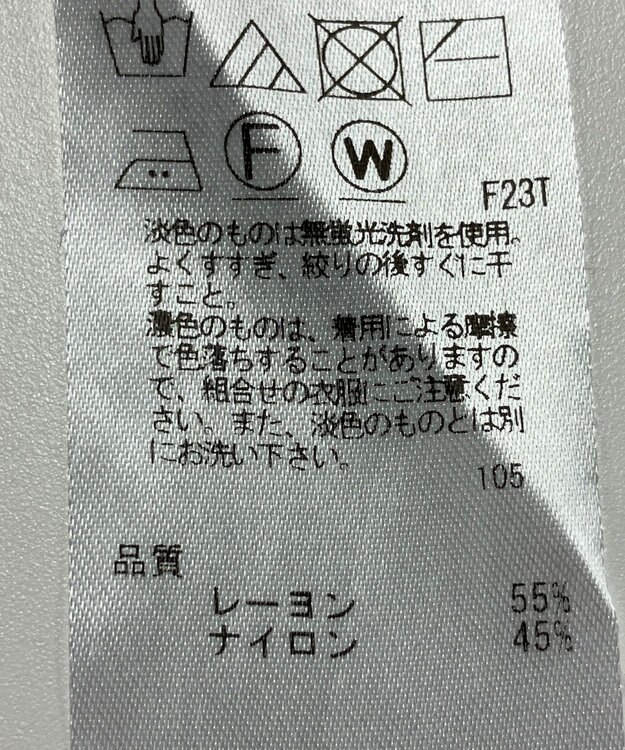 F W
F23T
淡色のものは無蛍光洗剤を使用。
よくすすぎ、絞りの後すぐに干
すこと。
濃色のものは、着用による摩擦
で色落ちすることがありますの
で、組合せの衣服にご注意くだ
さい。また、淡色のものとは別
にお洗い下さい。
105
品質
レーヨン 55%
ナイロン 45%